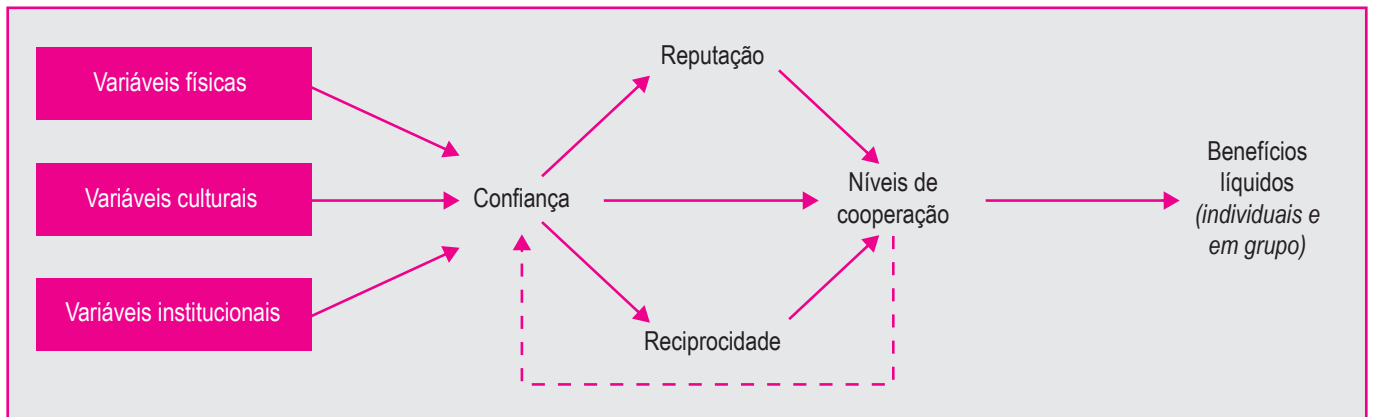 Variáveis físicas
Variáveis culturais
Variáveis institucionais
Confiança
Reputação
Reciprocidade
Níveis de
cooperação
Benefícios
líquidos
(individuais e
em grupo)